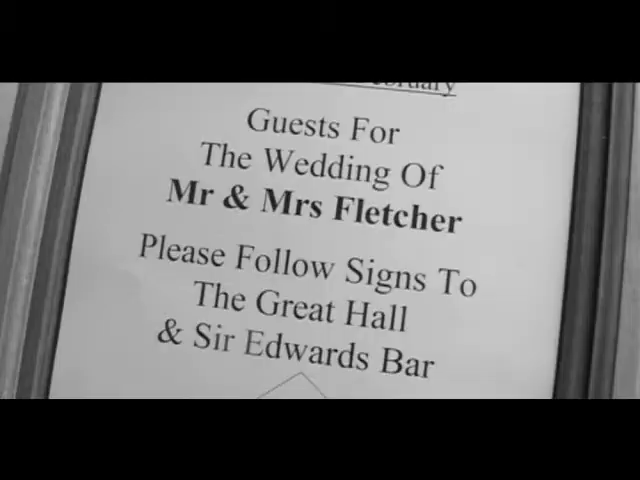 Guests For
The Wedding Of
Mr & Mrs Fletcher
Please Follow Signs To
The Great Hall
& Sir Edwards Bar